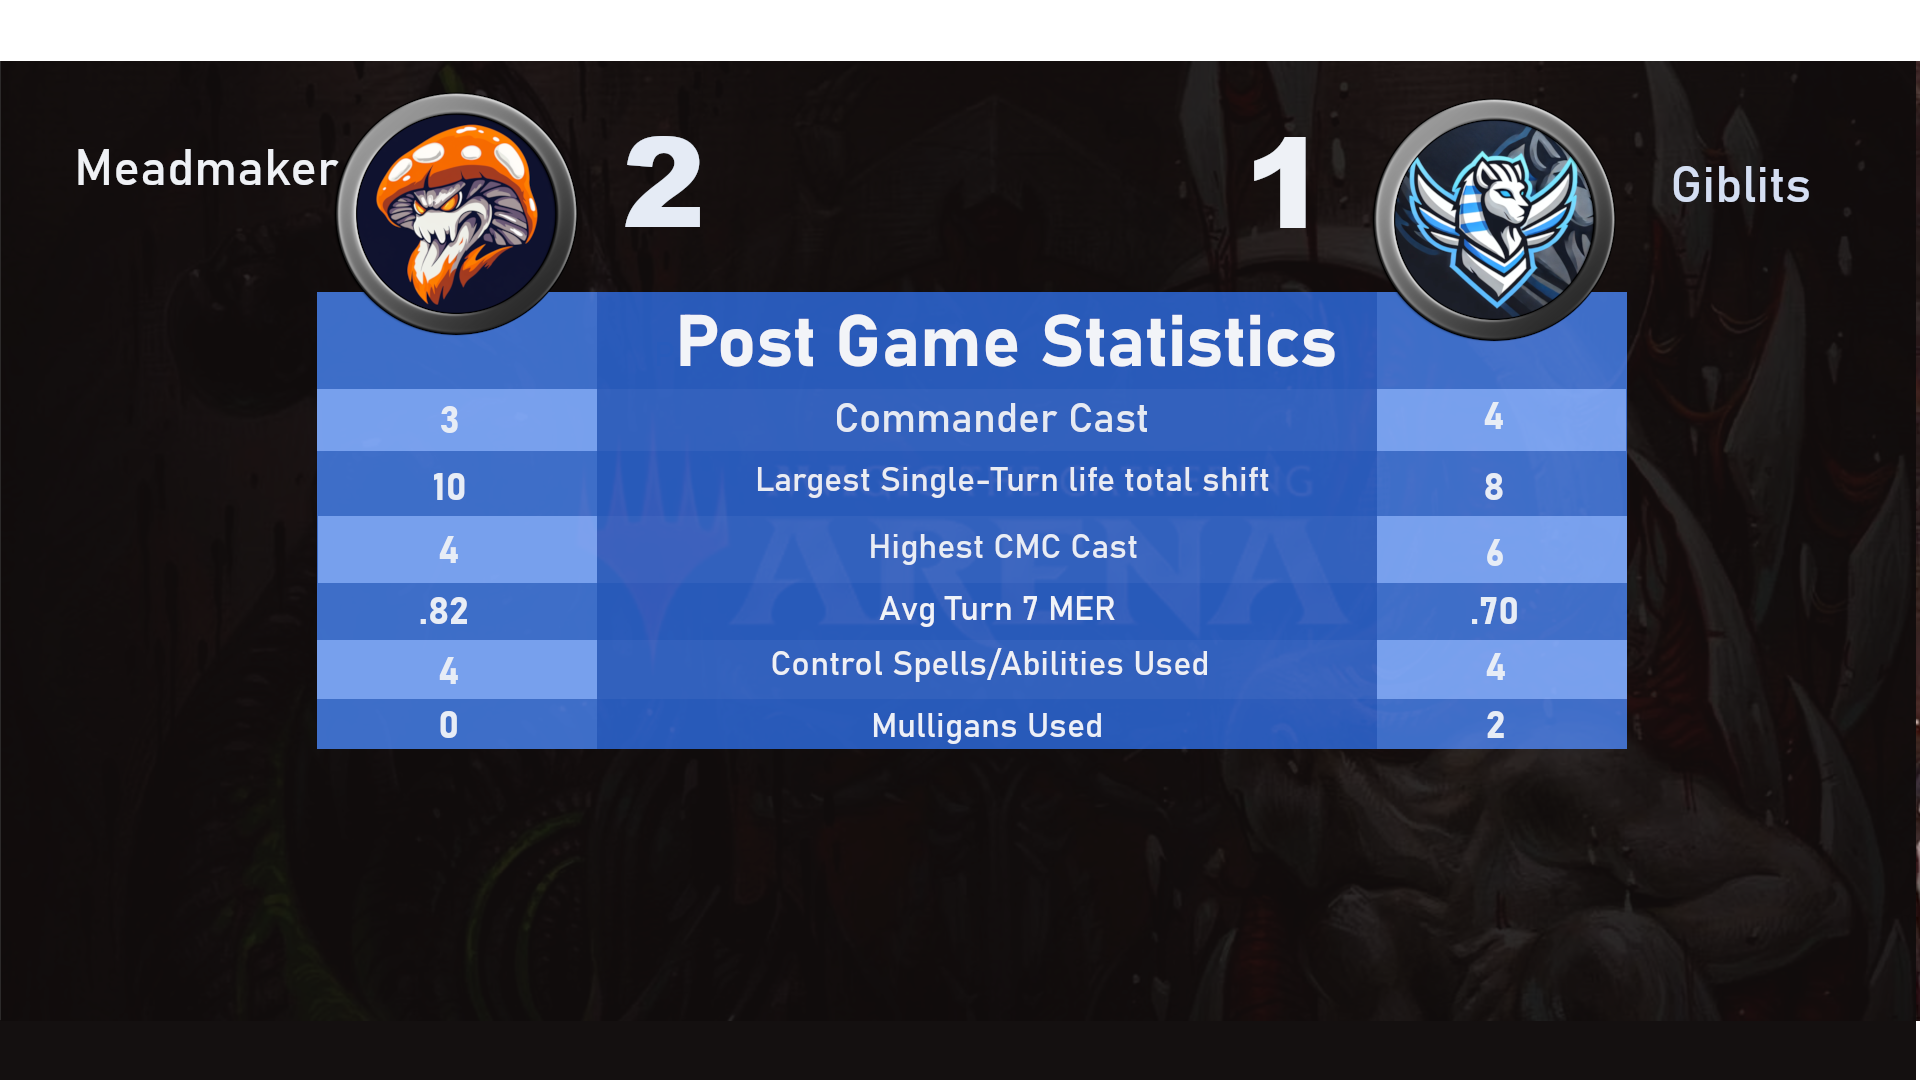 Meadmaker 2 1 Giblits
Post Game Statistics
3 Commander Cast 4
10 Largest Single-Turn life total shift 8
4 Highest CMC Cast 6
.82 Avg Turn 7 MER .70
4 Control Spells/Abilities Used 4
0 Mulligans Used 2
ARENA